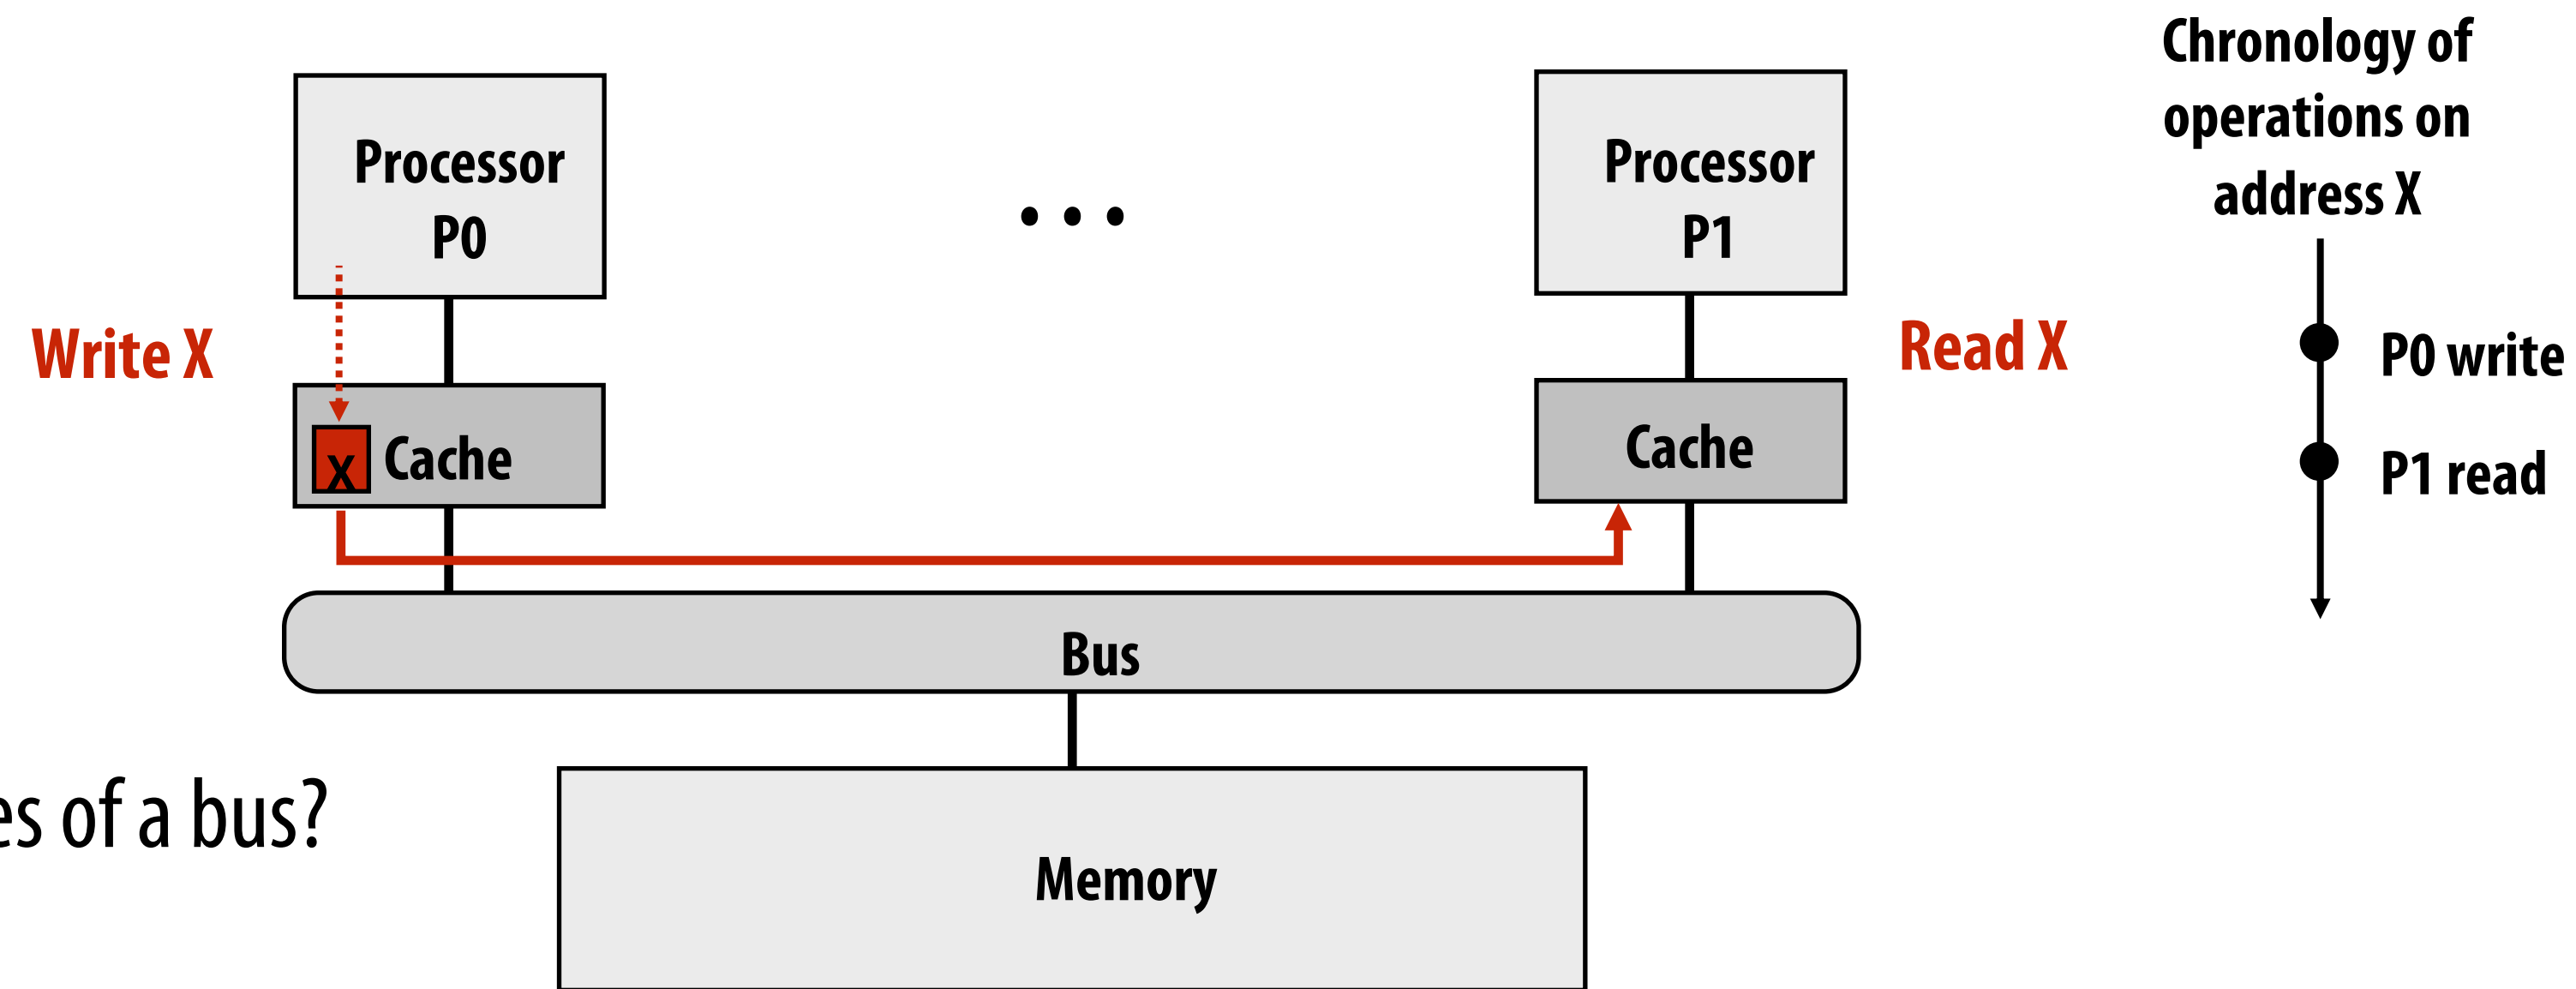 Chronology of
operations on
address X
Processor
P0
• • •
Processor
P1
Write X
Read X
P0 write
X
Cache
Cache
P1 read
Bus
of a bus?
Memory